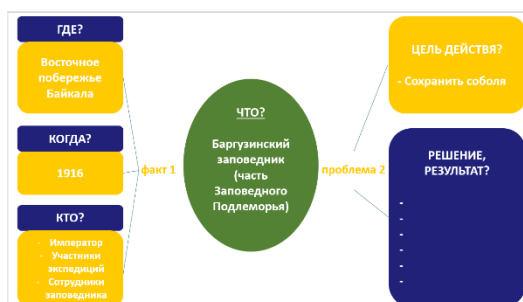 ГДЕ?
Восточное
побережье
Байкала
КОГДА?
1916
КТО?
- Император
- Участники
экспедиций
- Сотрудники
заповедника
факт 1
ЧТО?
Баргузинский
заповедник
(часть
Заповедного
Подлеморья)
проблема 2
ЦЕЛЬ ДЕЙСТВИЯ?
- Сохранить соболя
РЕШЕНИЕ,
РЕЗУЛЬТАТ?
-
-
-
-
-
-